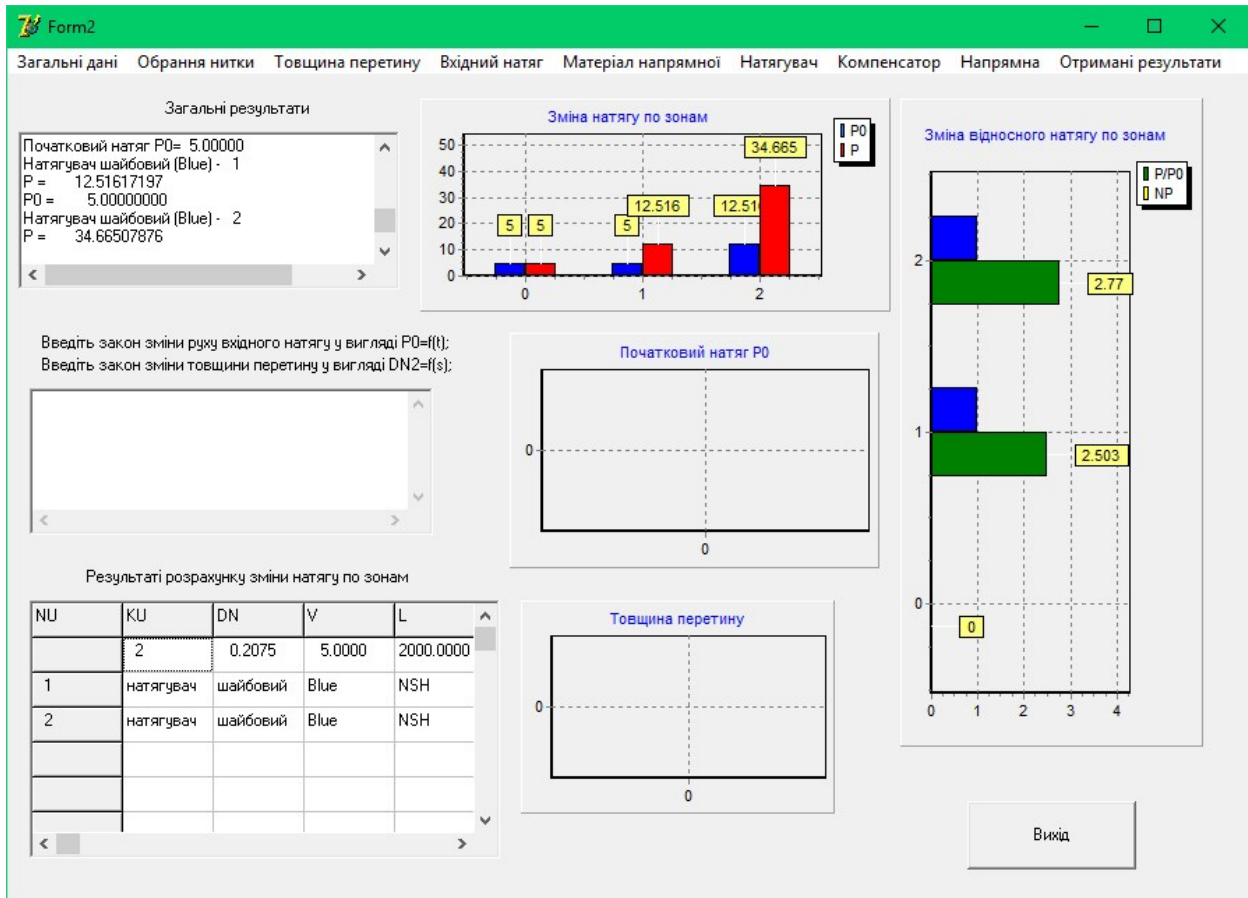 Form2
Загальні дані Обрання нитки Товщина перетину Вхідний натяг Матеріал напрямної Натягувач Компенсатор Напрямна Отримані результати
Загальні результати
Початковий натяг P0= 5.00000
Натягувач шайбовий (Blue) - 1
P = 12.51617197
P0 = 5.00000000
Натягувач шайбовий (Blue) - 2
P = 34.66507876
Зміна натягу по зонам
P0
P
50
40
30
20
10
0
5
5
5
12.516
12.51
34.665
0
1
2
Зміна відносного натягу по зонам
P/P0
NP
2
2.77
1
2.503
0
0
0
1
2
3
4
Введіть закон зміни руху вхідного натягу у вигляді P0=f(t);
Введіть закон зміни товщини перетину у вигляді DN2=f(s);
Початковий натяг P0
0
0
Результаті розрахунку зміни натягу по зонам
NU KU DN V L
2 0.2075 5.0000 2000.0000
1 натягувач шайбовий Blue NSH
2 натягувач шайбовий Blue NSH
Товщина перетину
0
0
Вихід